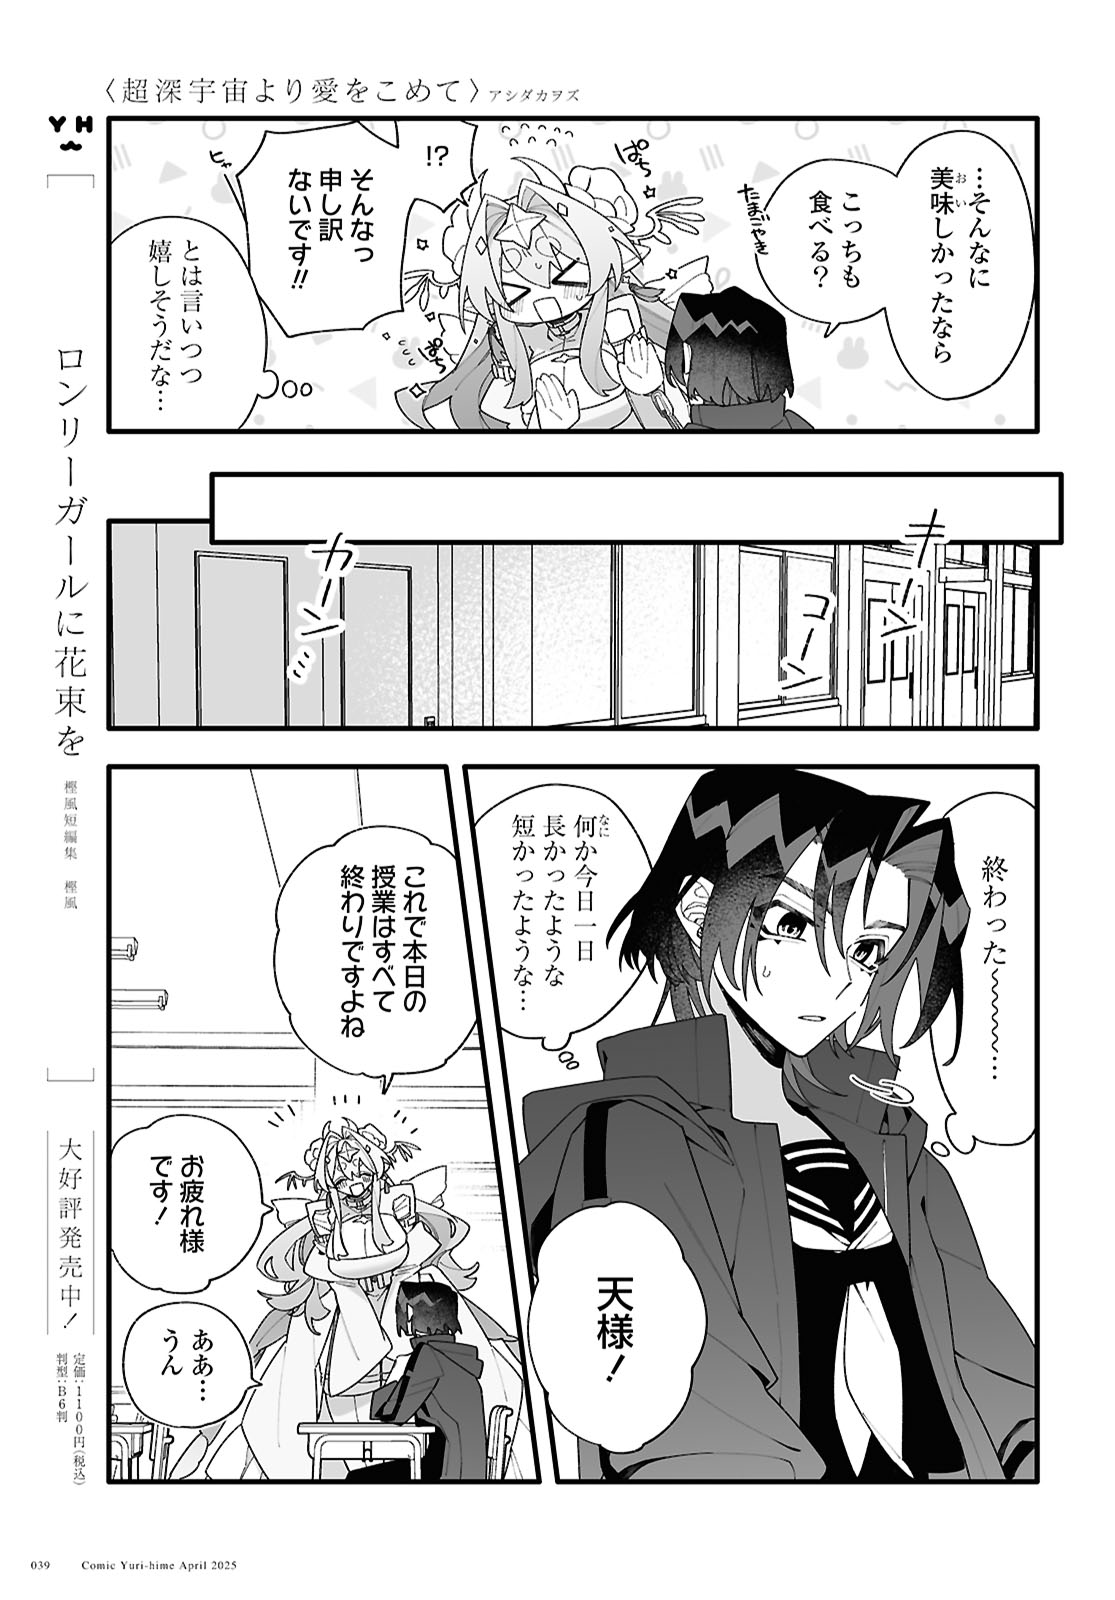 〈超深宇宙より愛をこめて〉アシダカヲズ
YH
…そんなに
美味しかったなら
おい
こっちも
食べる?
たまごやき
ぱち
ぱち
!?
ヒャ
そんなっ
申し訳
ないです!!
とは言いつつ
嬉しそうだな…
キーン
コーン
カーン
終わった〜〜〜〜…
何か今日一日
なに
長かったような
短かったような…
天様!
これで本日の
授業はすべて
終わりですよね
お疲れ様
です!
ああ…
うん
ロンリーガールに花束を
樫風短編集 樫風
大好評発売中!
定価:1100円(税込)
判型:B6判
039 Comic Yuri-hime April 2025